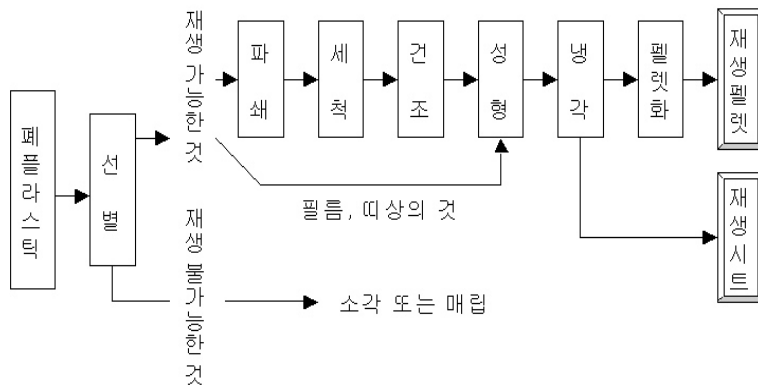 폐플라스틱
선별
재생 가능한 것
파쇄
세척
건조
성형
냉각
펠렛화
재생펠렛
필름, 띠상의 것
재생시트
재생 불가능한 것
소각 또는 매립